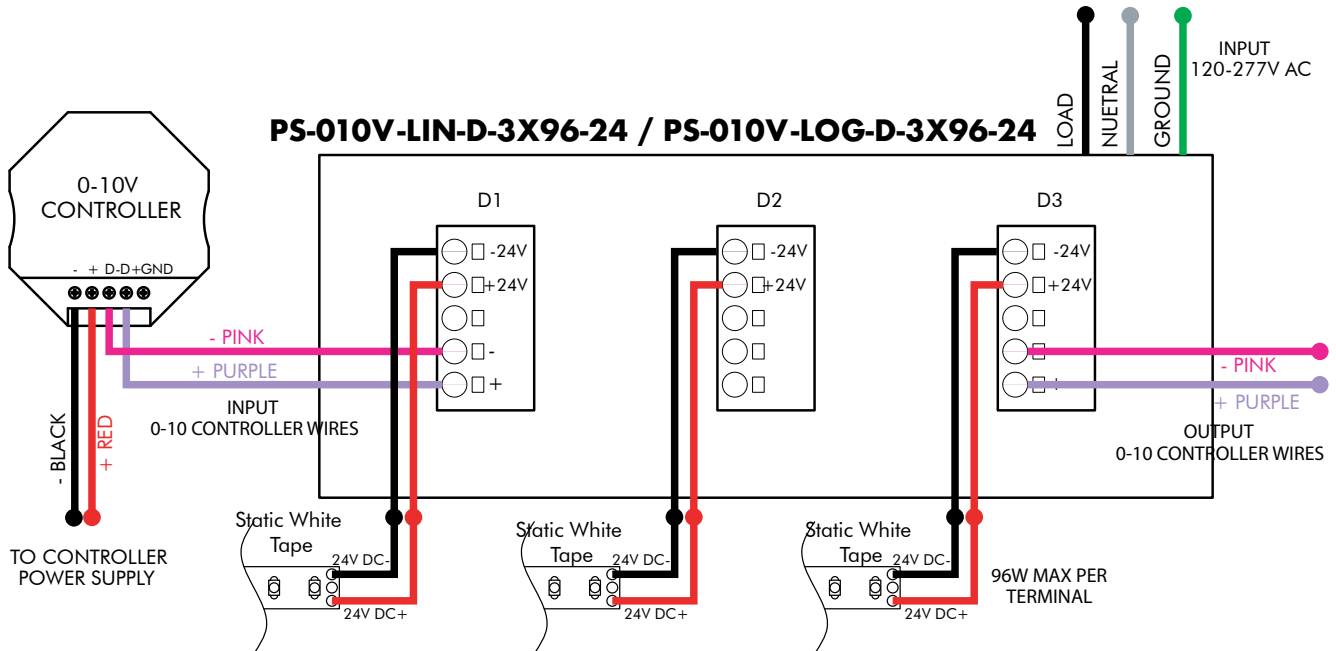 INPUT
120-277V AC
LOAD
NUETRAL
GROUND
PS-010V-LIN-D-3X96-24 / PS-010V-LOG-D-3X96-24
0-10V
CONTROLLER
- + D-D+GND
D1
-24V
+24V
-
+
D2
-24V
+24V
D3
-24V
+24V
+
- PINK
+ PURPLE
INPUT
0-10 CONTROLLER WIRES
- PINK
+ PURPLE
OUTPUT
0-10 CONTROLLER WIRES
- BLACK
+ RED
TO CONTROLLER
POWER SUPPLY
Static White
Tape
24V DC-
24V DC+
Static White
Tape
24V DC-
24V DC+
Static White
Tape
24V DC-
24V DC+
96W MAX PER
TERMINAL